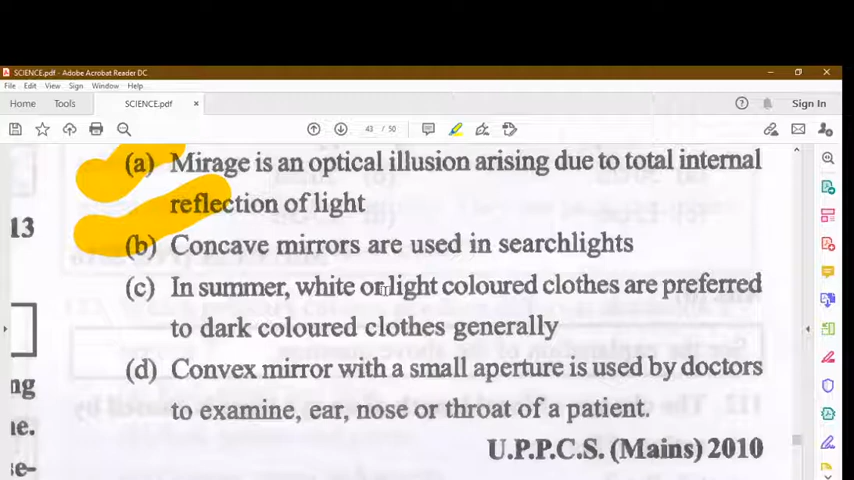 SCIENCE.pdf - Adobe Acrobat Reader DC
File Edit View Sign Window Help
Home Tools SCIENCE.pdf × Sign In
43 / 50
(a) Mirage is an optical illusion arising due to total internal
reflection of light
13
(b) Concave mirrors are used in searchlights
(c) In summer, white or light coloured clothes are preferred
to dark coloured clothes generally
(d) Convex mirror with a small aperture is used by doctors
ng
to examine, ear, nose or throat of a patient.
ne.
U.P.P.C.S. (Mains) 2010
se-